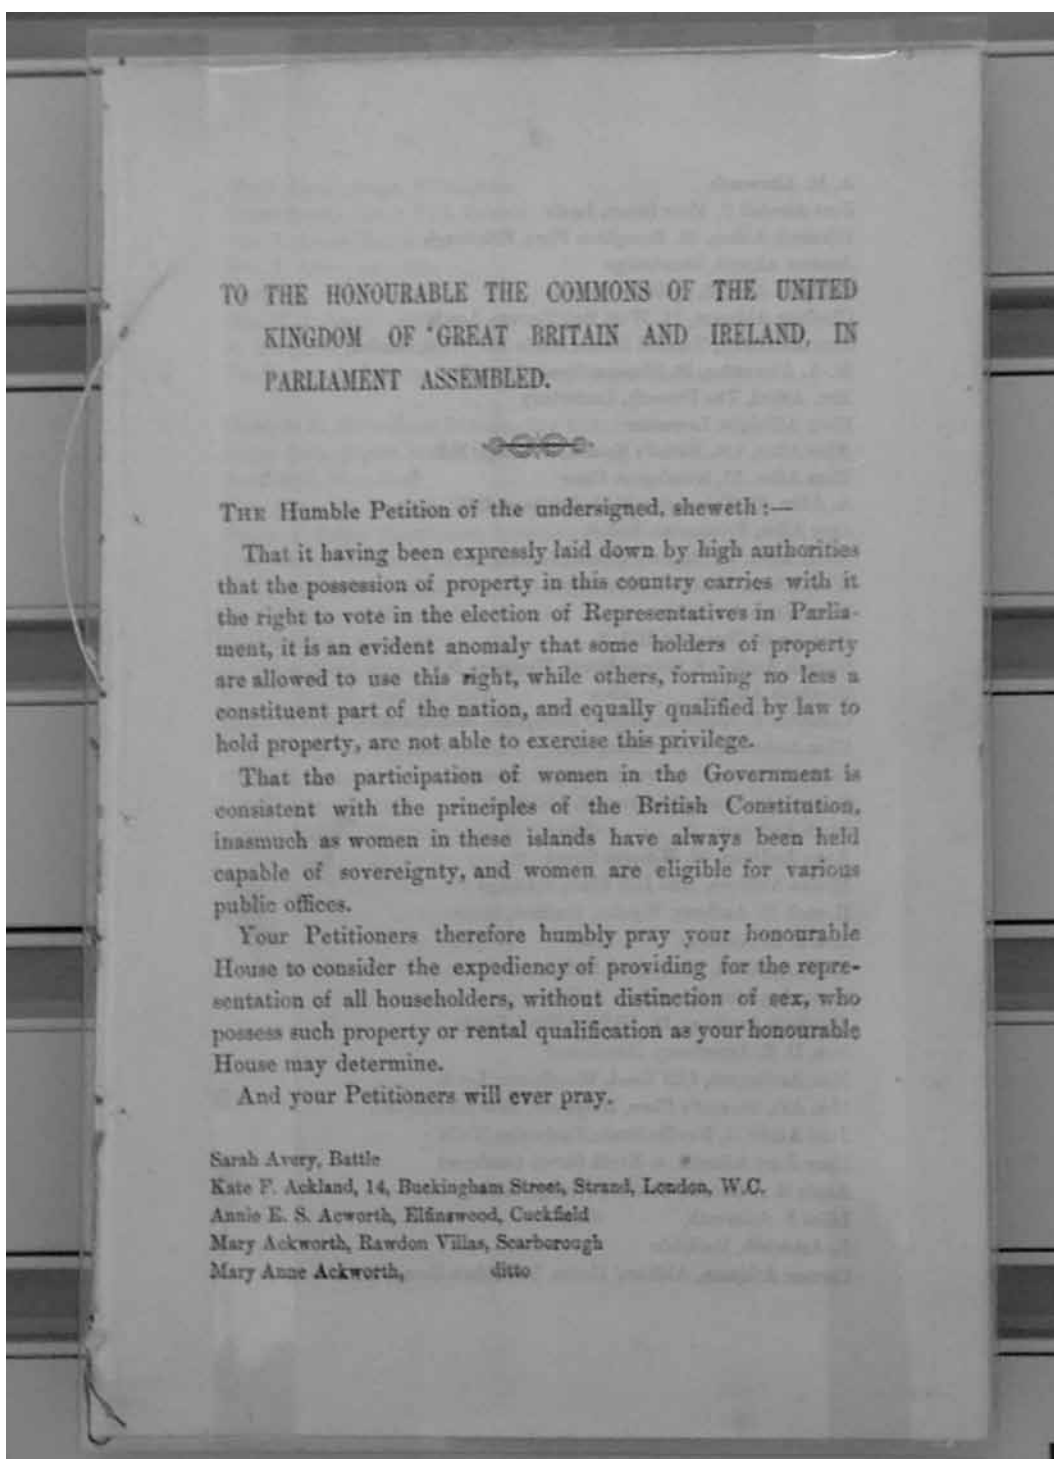 TO THE HONOURABLE THE COMMONS OF THE UNITED
KINGDOM OF GREAT BRITAIN AND IRELAND, IN
PARLIAMENT ASSEMBLED.
THE Humble Petition of the undersigned, sheweth:—
That it having been expressly laid down by high authorities
that the possession of property in this country carries with it
the right to vote in the election of Representatives in Parlia-
ment, it is an evident anomaly that some holders of property
are allowed to use this right, while others, forming no less a
constituent part of the nation, and equally qualified by law to
hold property, are not able to exercise this privilege.
That the participation of women in the Government is
consistent with the principles of the British Constitution,
inasmuch as women in these islands have always been held
capable of sovereignty, and women are eligible for various
public offices.
Your Petitioners therefore humbly pray your honourable
House to consider the expediency of providing for the repre-
sentation of all householders, without distinction of sex, who
possess such property or rental qualification as your honourable
House may determine.
And your Petitioners will ever pray.
Sarah Avery, Battle
Kate F. Ackland, 14, Buckingham Street, Strand, London, W.C.
Annie E. S. Acworth, Elfinswood, Cuckfield
Mary Ackworth, Rawdon Villas, Scarborough
Mary Anne Ackworth, ditto